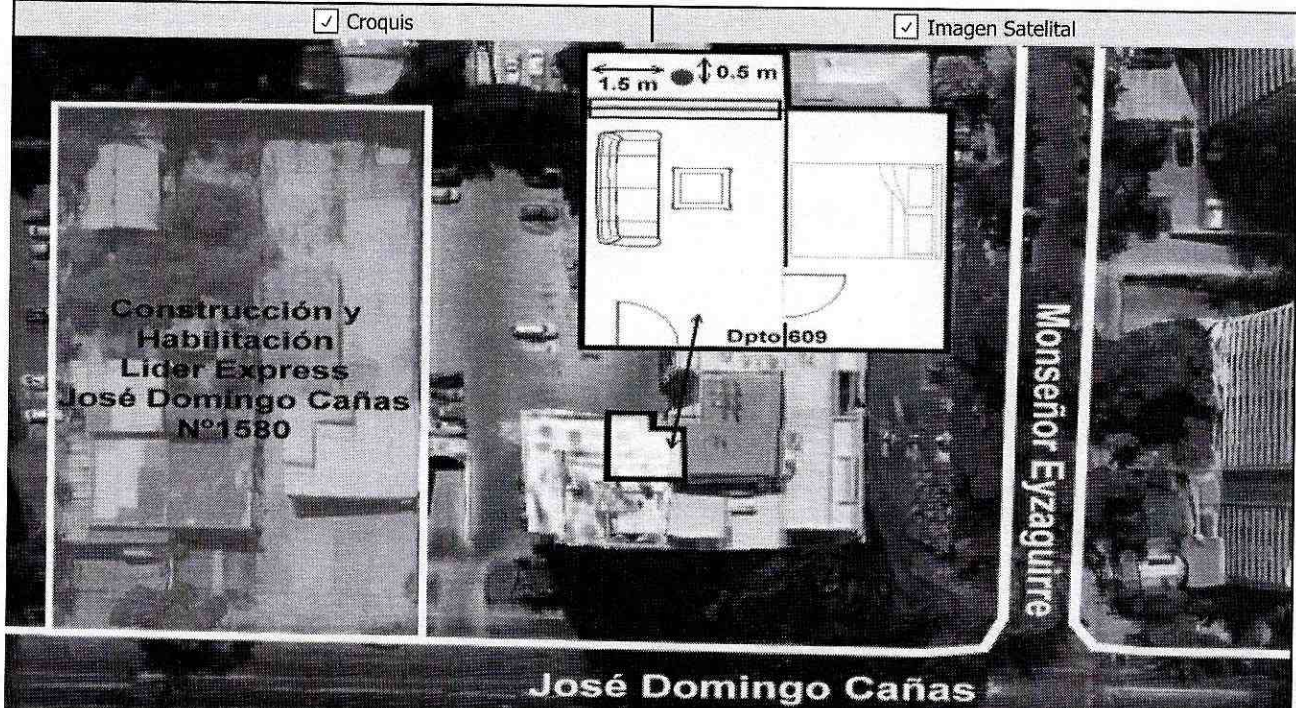 Croquis
Imagen Satelital
1.5 m
0.5 m
Dpto 609
Construcción y
Habilitación
Lider Express
José Domingo Cañas
Nº1580
Monseñor Eyzaguirre
José Domingo Cañas